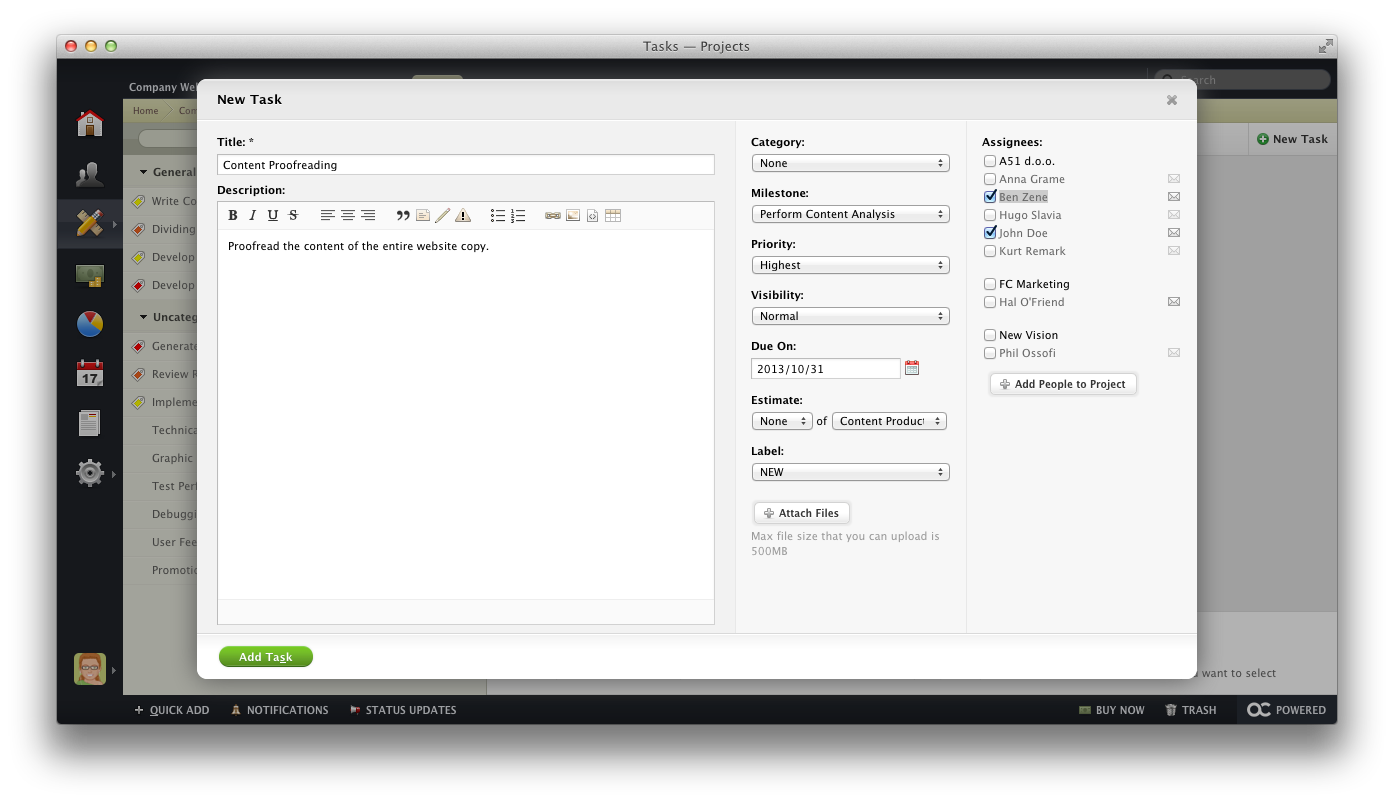 Tasks — Projects
Company We
Search
New Task
Home Con
New Task
Title: *
Content Proofreading
Description:
B I U S
Proofread the content of the entire website copy.
Add Task
Category:
None
Milestone:
Perform Content Analysis
Priority:
Highest
Visibility:
Normal
Due On:
2013/10/31
Estimate:
None of Content Product
Label:
NEW
Attach Files
Max file size that you can upload is
500MB
Assignees:
A51 d.o.o.
Anna Grame
Ben Zene
Hugo Slavia
John Doe
Kurt Remark
FC Marketing
Hal O'Friend
New Vision
Phil Ossofi
Add People to Project
General
Write Co
Dividing
Develop
Develop
Uncateg
Generate
Review R
Impleme
Technica
Graphic
Test Perf
Debuggi
User Fee
Promotic
17
want to select
QUICK ADD
NOTIFICATIONS
STATUS UPDATES
BUY NOW
TRASH
POWERED